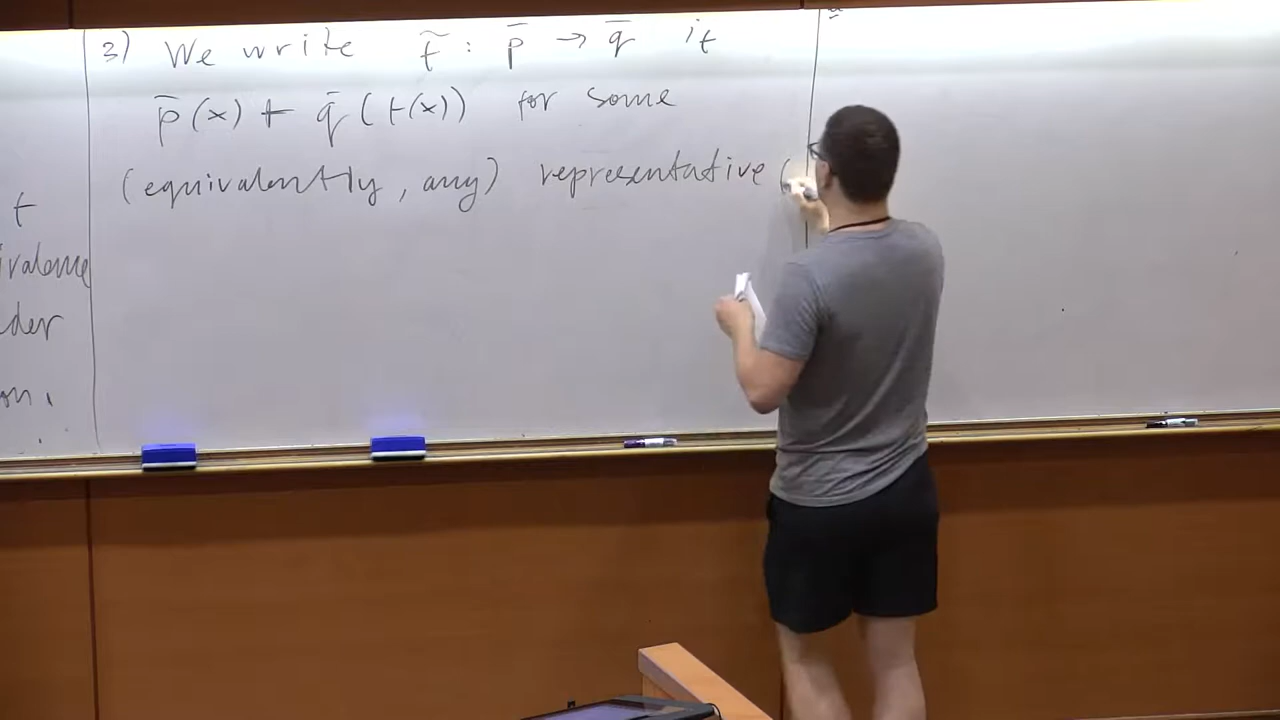 3) We write f̃ : p̄ → q̄ if
p̄(x) ⊢ q̄(f(x)) for some
(equivalently, any) representative (
f